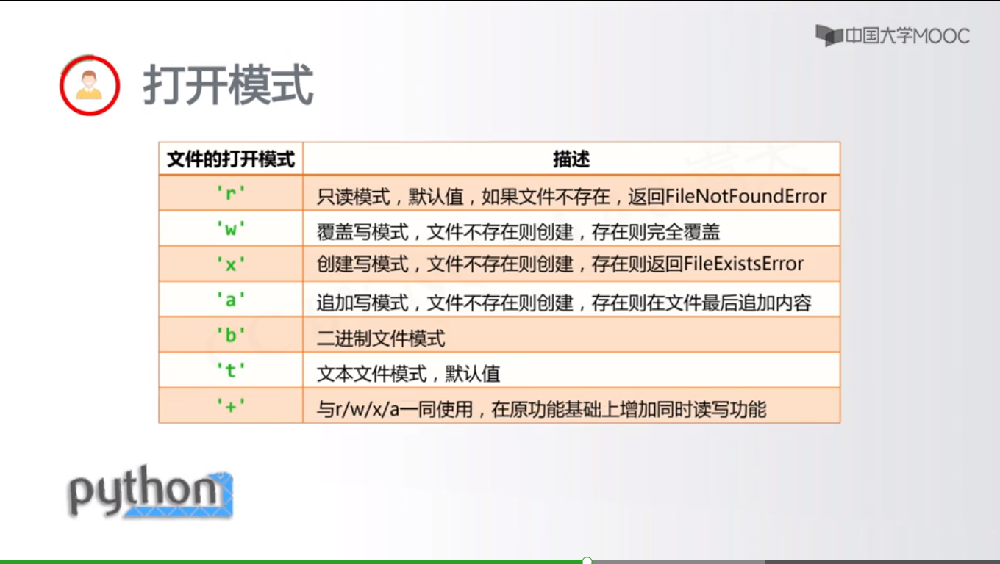 中国大学MOOC
打开模式
文件的打开模式 描述
'r' 只读模式，默认值，如果文件不存在，返回FileNotFoundError
'w' 覆盖写模式，文件不存在则创建，存在则完全覆盖
'x' 创建写模式，文件不存在则创建，存在则返回FileExistsError
'a' 追加写模式，文件不存在则创建，存在则在文件最后追加内容
'b' 二进制文件模式
't' 文本文件模式，默认值
'+' 与r/w/x/a一同使用，在原功能基础上增加同时读写功能
python